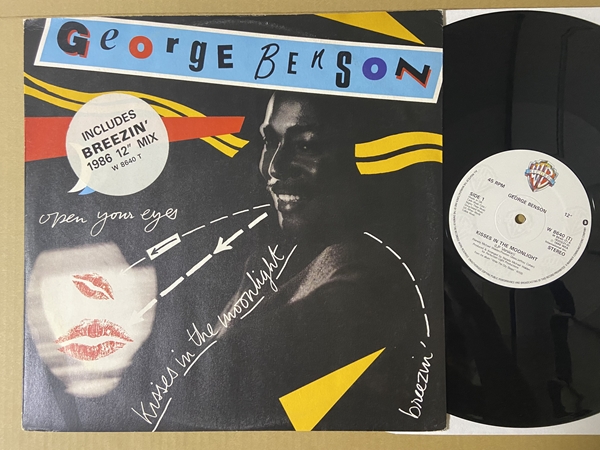 GEORGE BENSON
INCLUDES
BREEZIN'
1986 12" MIX
W 8640 T
open your eyes
kisses in the moonlight
breezin'
45 RPM
GEORGE BENSON
12"
SIDE 1
W 8640 (T)
STEREO
KISSES IN THE MOONLIGHT